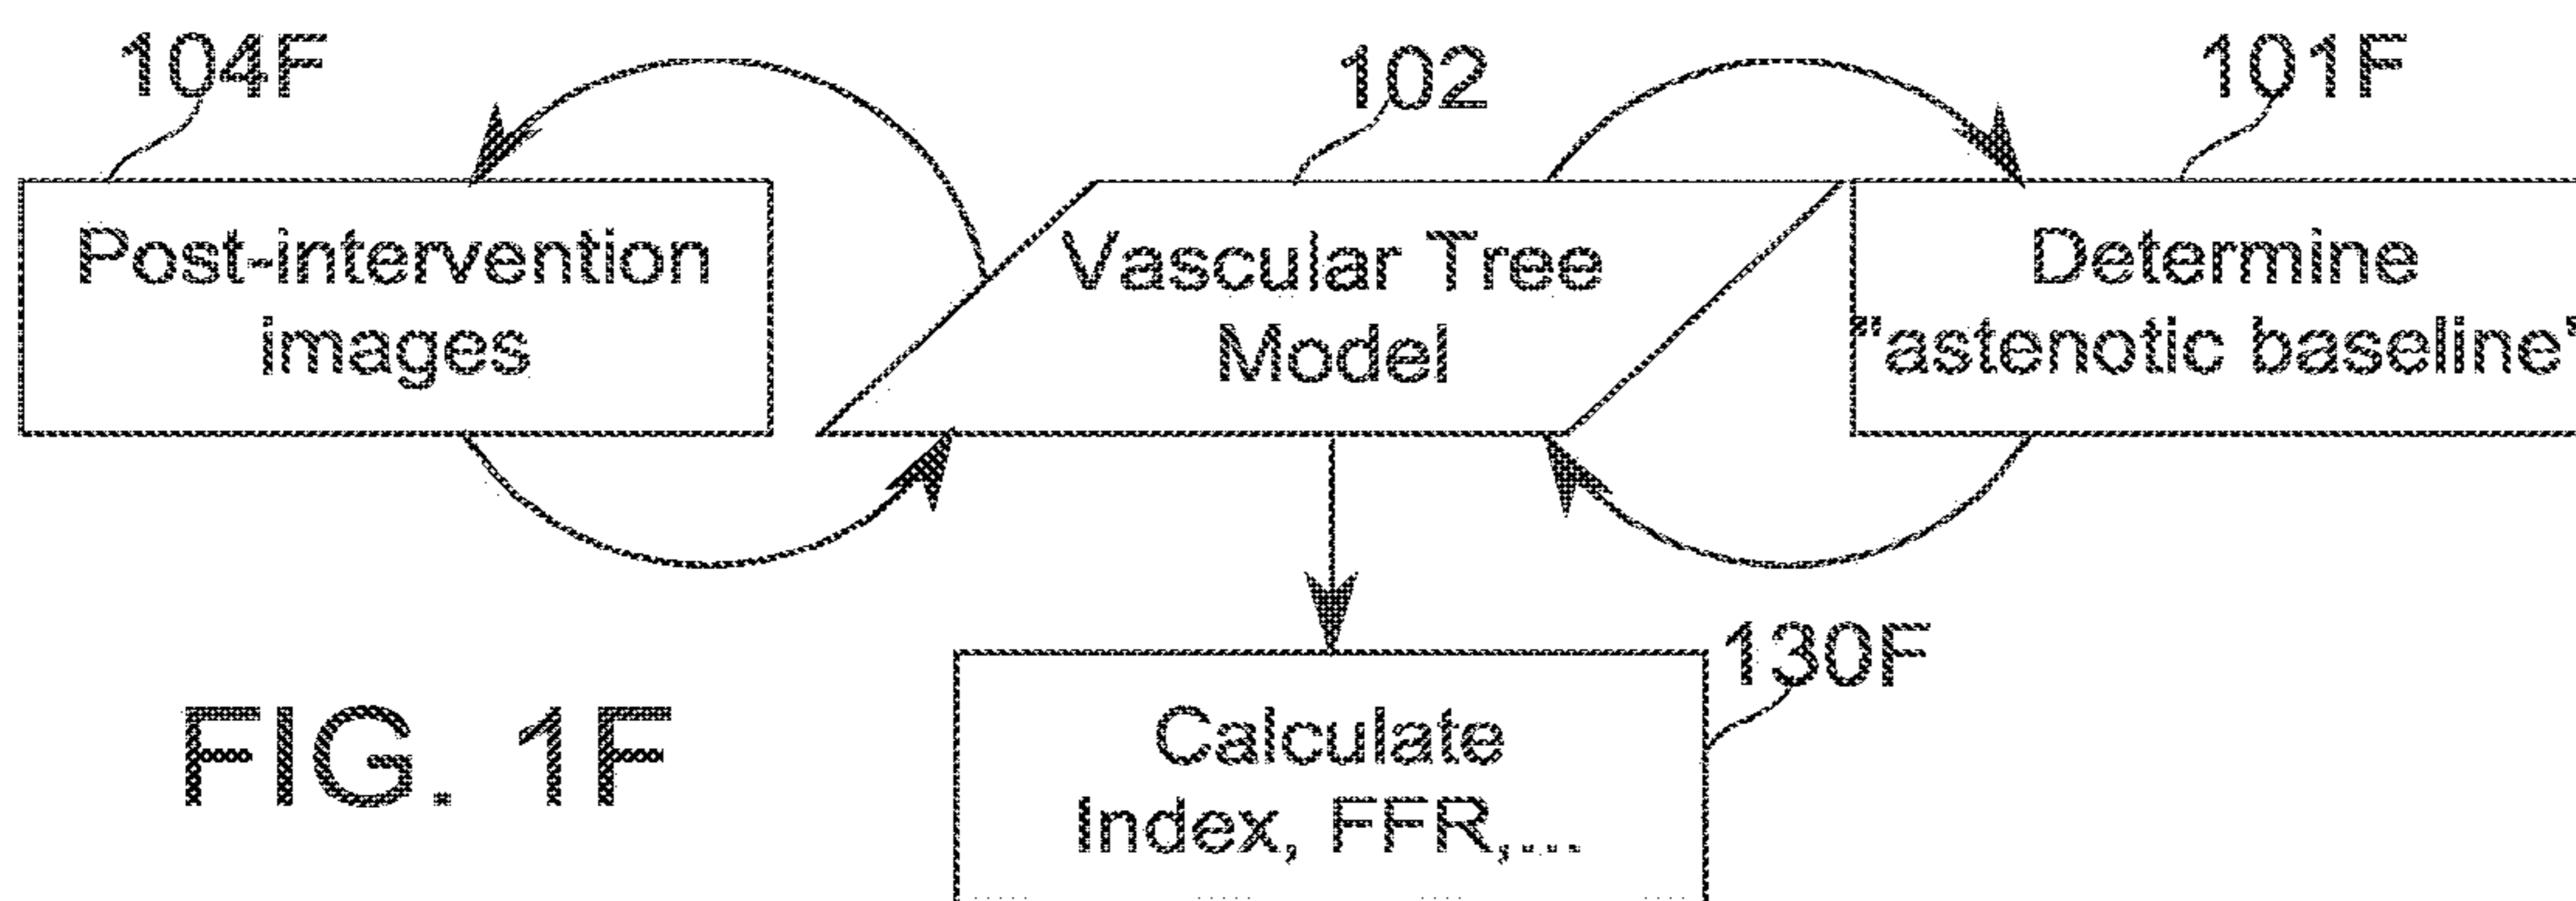 104F
102
101F
Post-intervention
images
Vascular Tree
Model
Determine
"astenotic baseline"
130F
Calculate
Index, FFR,...
FIG. 1F